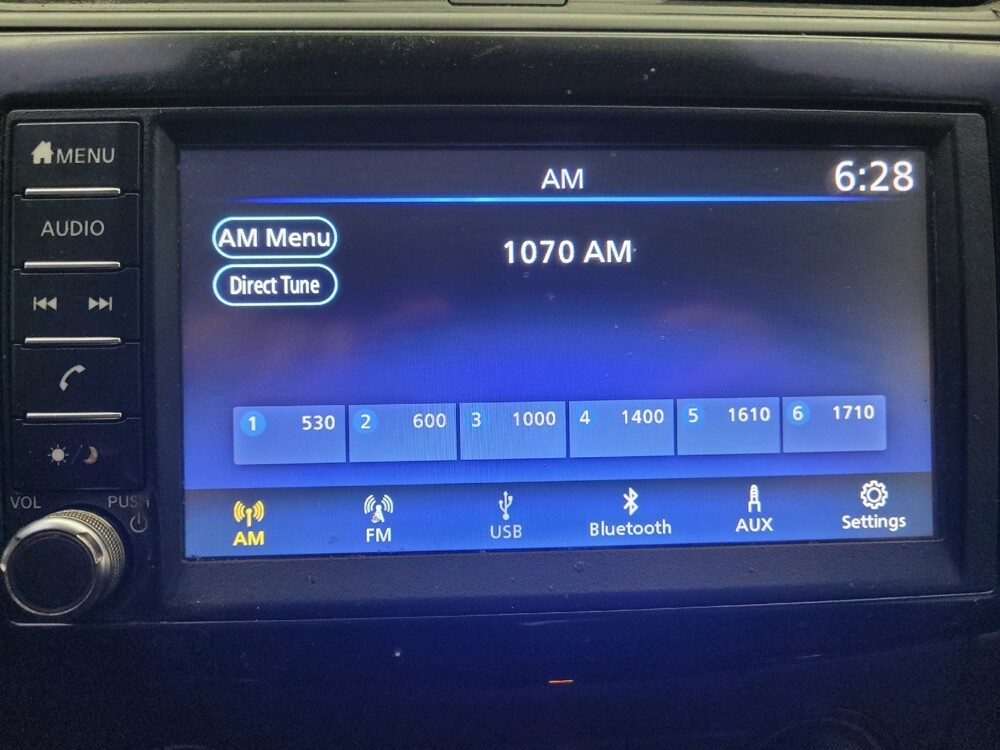 MENU
AUDIO
VOL PUSH
AM 6:28
AM Menu
1070 AM
Direct Tune
1 530 2 600 3 1000 4 1400 5 1610 6 1710
AM FM USB Bluetooth AUX Settings